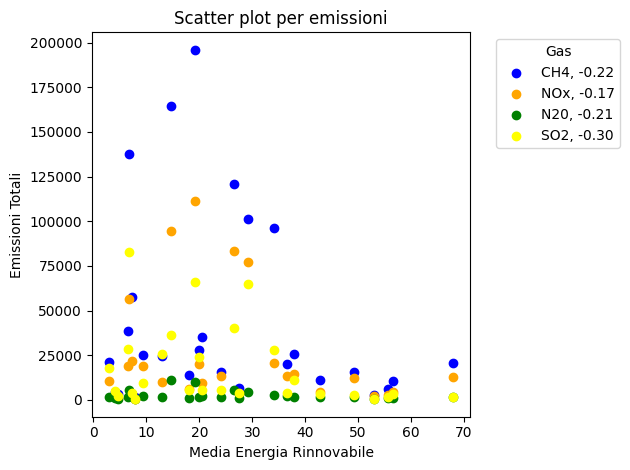 Scatter plot per emissioni
Emissioni Totali
200000
175000
150000
125000
100000
75000
50000
25000
0
0 10 20 30 40 50 60 70
Media Energia Rinnovabile
Gas
CH4, -0.22
NOx, -0.17
N20, -0.21
SO2, -0.30